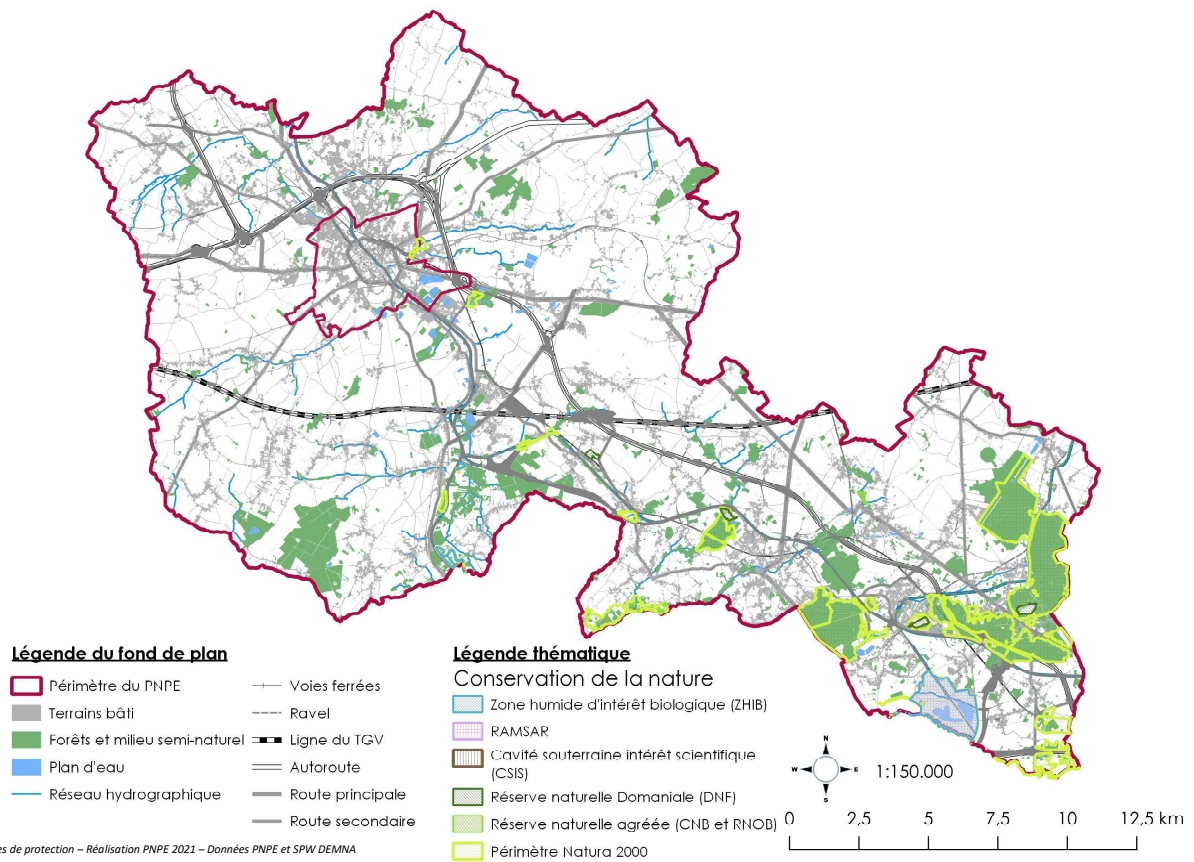 Légende du fond de plan
Périmètre du PNPE
Terrains bâti
Forêts et milieu semi-naturel
Plan d'eau
Réseau hydrographique
Voies ferrées
Ravel
Ligne du TGV
Autoroute
Route principale
Route secondaire
Légende thématique
Conservation de la nature
Zone humide d'intérêt biologique (ZHIB)
RAMSAR
Cavité souterraine intérêt scientifique
(CSIS)
Réserve naturelle Domaniale (DNF)
Réserve naturelle agréée (CNB et RNOB)
Périmètre Natura 2000
N
W E
S
1:150.000
0 2,5 5 7,5 10 12,5 km
es de protection – Réalisation PNPE 2021 – Données PNPE et SPW DEMNA